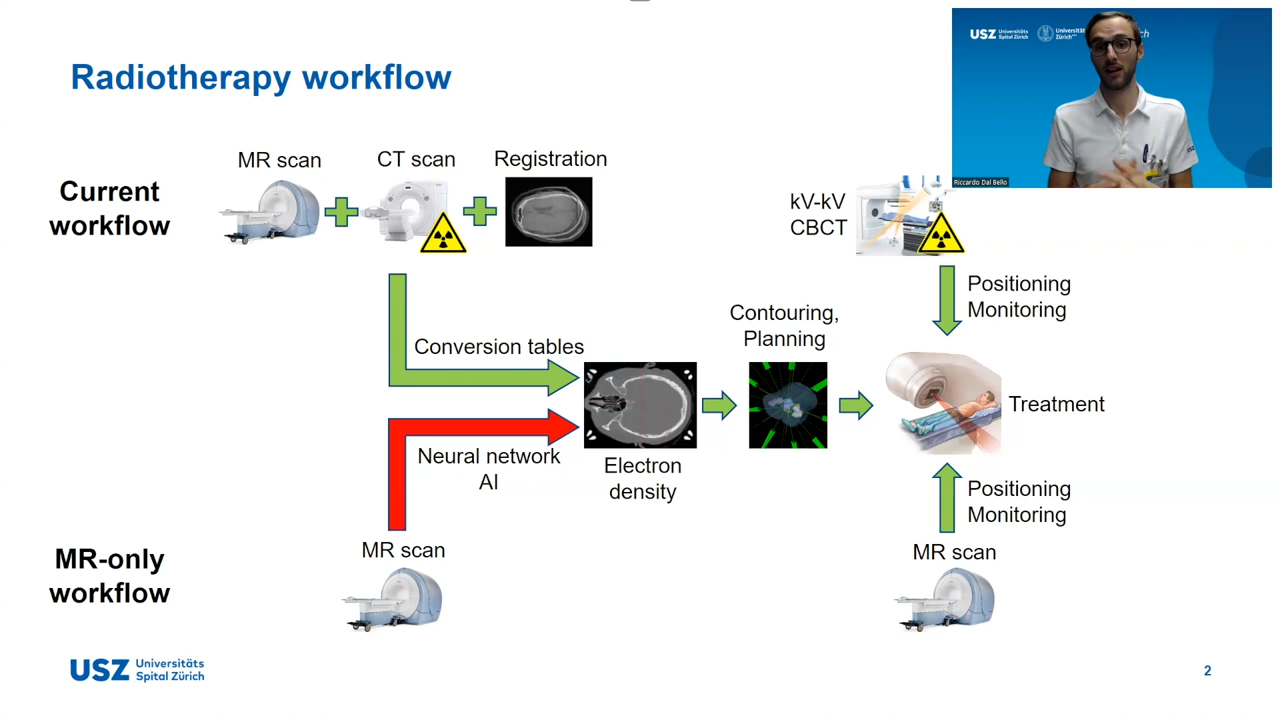 Radiotherapy workflow
USZ Universitäts
Spital Zürich
Universität
Zürich
Riccardo Dal Bello
Current
workflow
MR scan
CT scan
Registration
kV-kV
CBCT
Positioning
Monitoring
Conversion tables
Contouring,
Planning
Treatment
Neural network
AI
Electron
density
Positioning
Monitoring
MR-only
workflow
MR scan
MR scan
USZ Universitäts
Spital Zürich
2